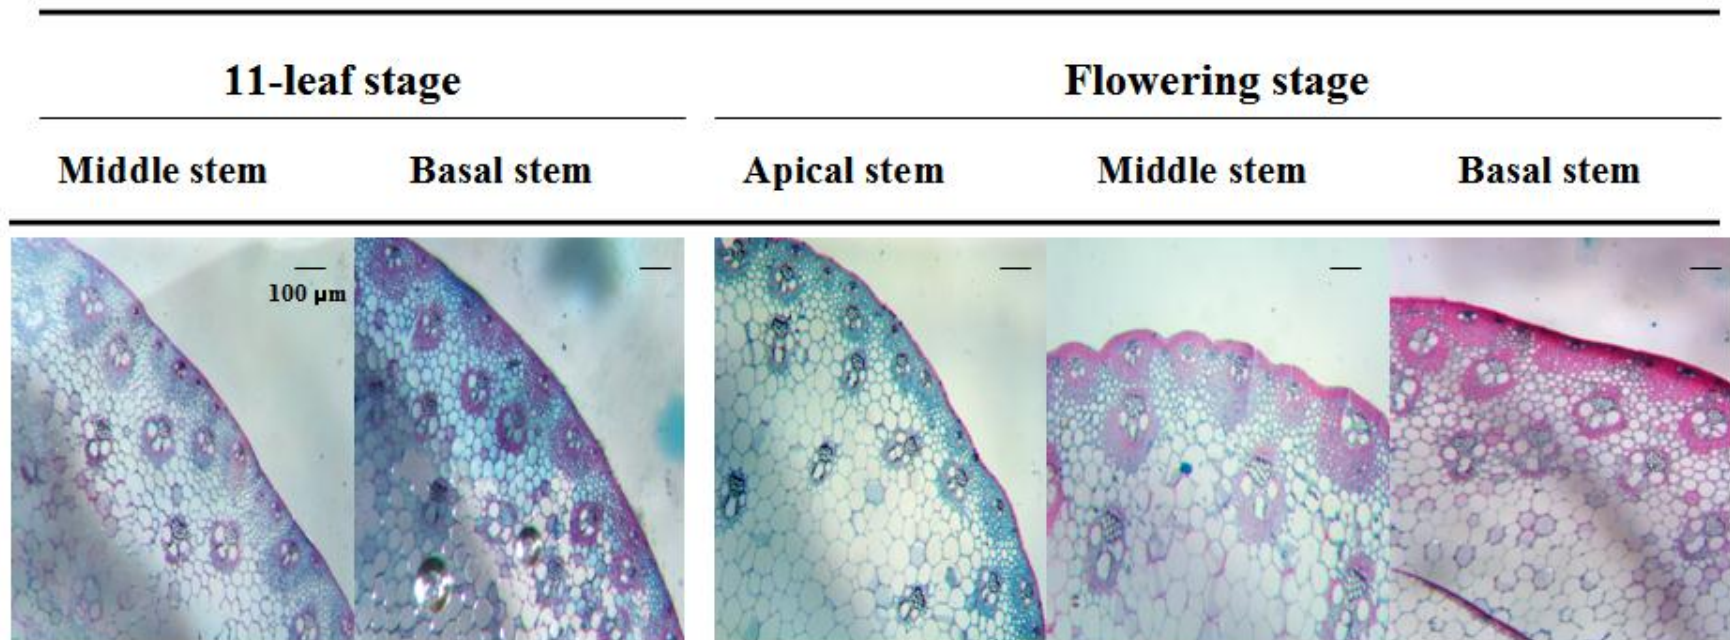 11-leaf stage
Flowering stage
Middle stem
Basal stem
Apical stem
Middle stem
Basal stem
100 µm